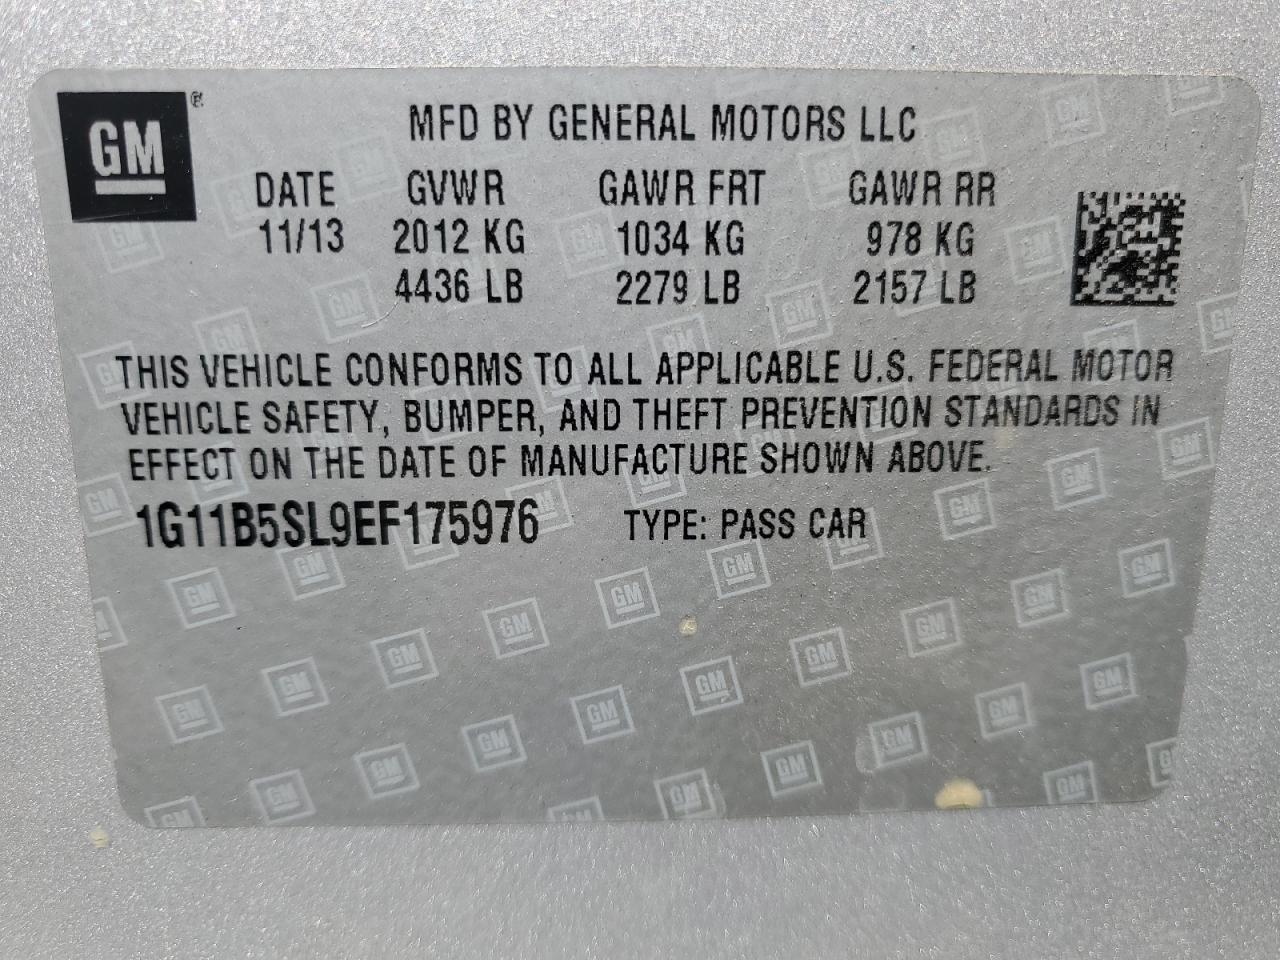 GM ®
MFD BY GENERAL MOTORS LLC
DATE GVWR GAWR FRT GAWR RR
11/13 2012 KG 1034 KG 978 KG
4436 LB 2279 LB 2157 LB
THIS VEHICLE CONFORMS TO ALL APPLICABLE U.S. FEDERAL MOTOR
VEHICLE SAFETY, BUMPER, AND THEFT PREVENTION STANDARDS IN
EFFECT ON THE DATE OF MANUFACTURE SHOWN ABOVE.
1G11B5SL9EF175976 TYPE: PASS CAR